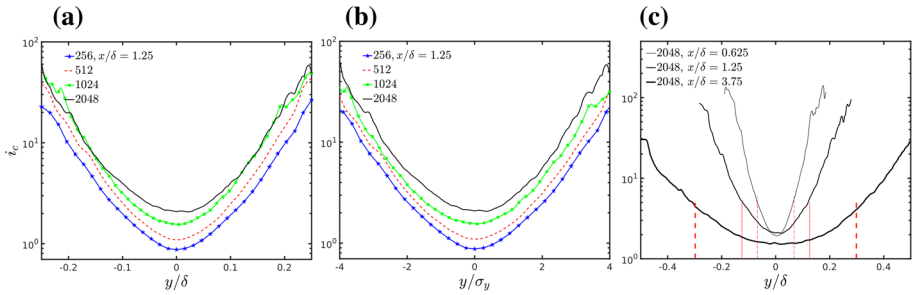 (a) (b) (c)
10² 10² 
256, x/δ = 1.25 256, x/δ = 1.25 2048, x/δ = 0.625
512 512 2048, x/δ = 1.25
1024 1024 2048, x/δ = 3.75
2048 2048
10²
i_c 10¹ 10¹ 10¹
10⁰ 10⁰ 10⁰
-0.2 -0.1 0 0.1 0.2 -4 -2 0 2 4 -0.4 -0.2 0 0.2 0.4
y/δ y/σ_y y/δ